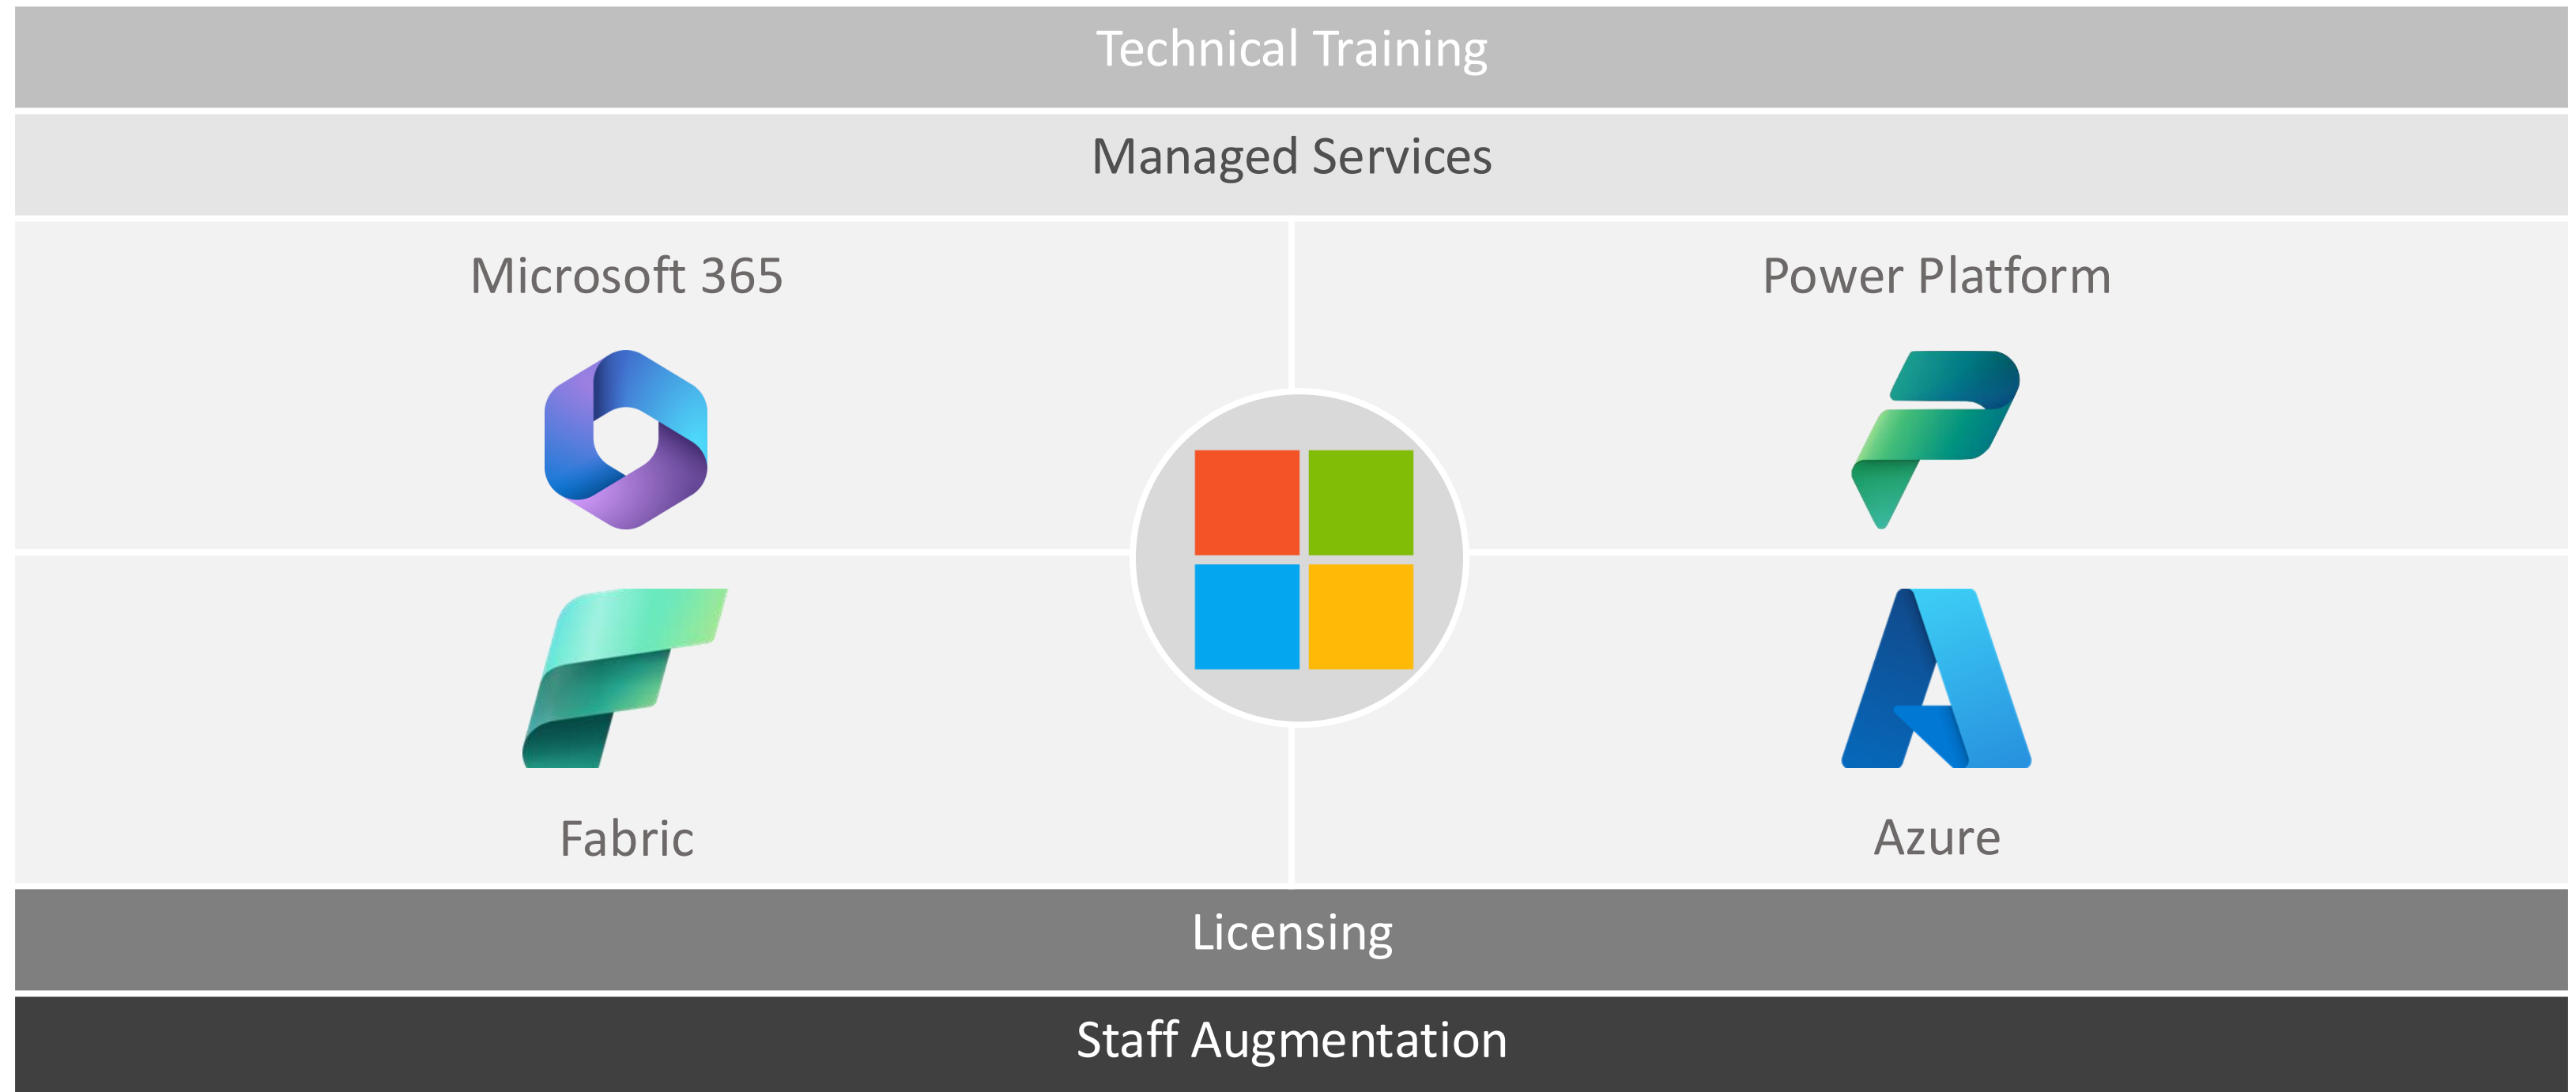 Technical Training
Managed Services
Microsoft 365
Power Platform
Fabric
Azure
Licensing
Staff Augmentation